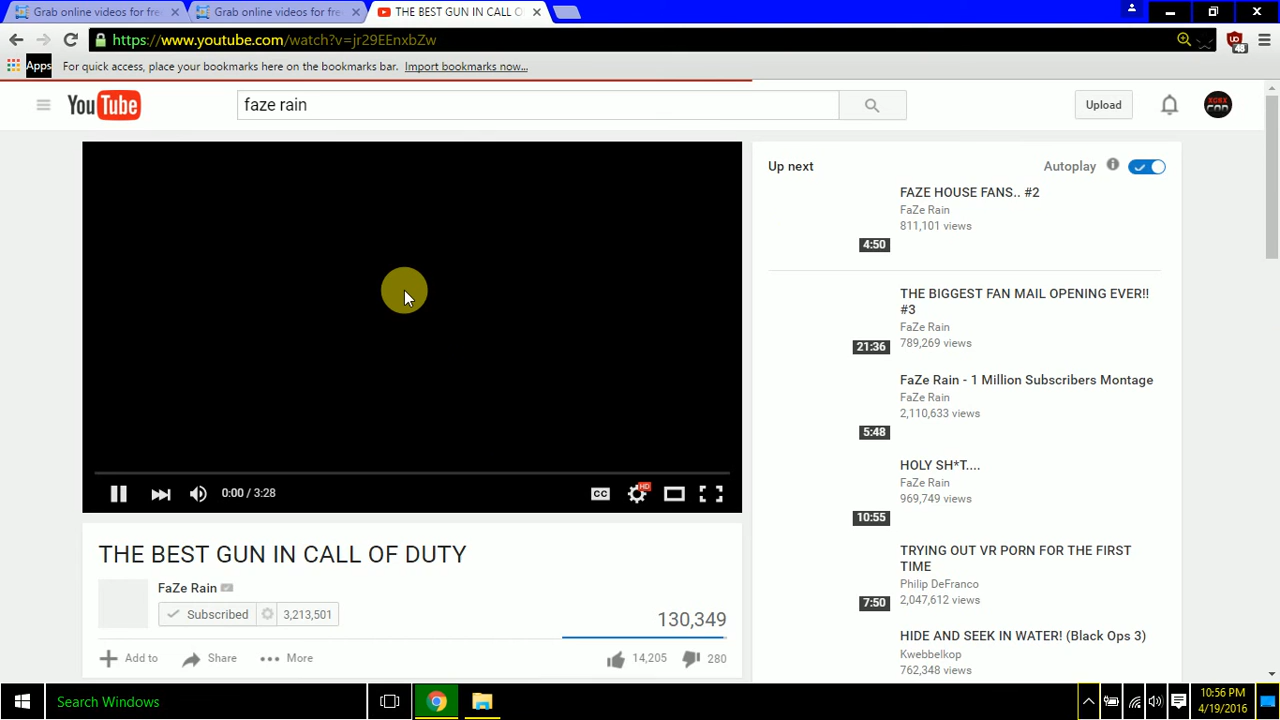 Grab online videos for fre
Grab online videos for fre
THE BEST GUN IN CALL O
https://www.youtube.com/watch?v=jr29EEnxbZw
48
Apps
For quick access, place your bookmarks here on the bookmarks bar. Import bookmarks now...
YouTube
faze rain
Upload
Up next
Autoplay
FAZE HOUSE FANS.. #2
FaZe Rain
811,101 views
4:50
THE BIGGEST FAN MAIL OPENING EVER!!
#3
FaZe Rain
789,269 views
21:36
FaZe Rain - 1 Million Subscribers Montage
FaZe Rain
2,110,633 views
5:48
HOLY SH*T....
FaZe Rain
969,749 views
10:55
TRYING OUT VR PORN FOR THE FIRST
TIME
Philip DeFranco
2,047,612 views
7:50
HIDE AND SEEK IN WATER! (Black Ops 3)
Kwebbelkop
762,348 views
0:00 / 3:28
CC
HD
THE BEST GUN IN CALL OF DUTY
FaZe Rain
Subscribed
3,213,501
130,349
Add to
Share
More
14,205
280
Search Windows
10:56 PM
4/19/2016